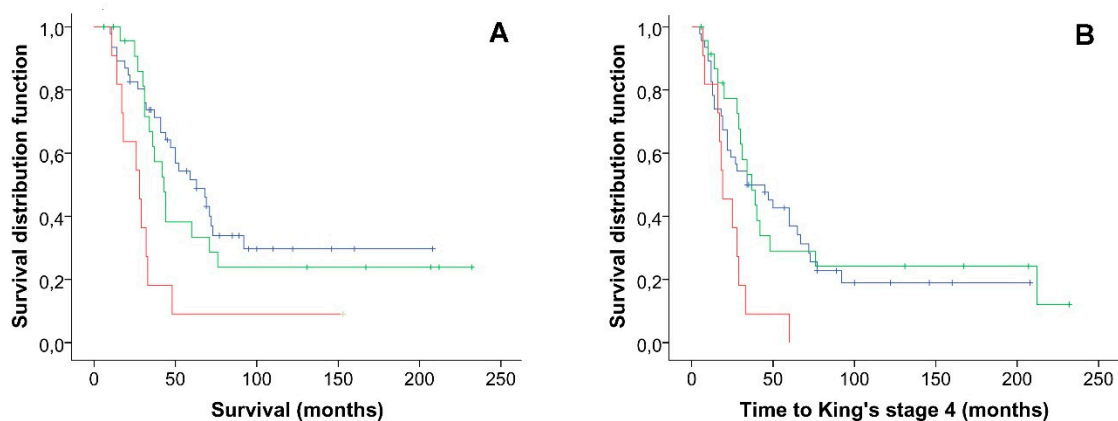 A
B
Survival distribution function
1,0
0,8
0,6
0,4
0,2
0,0
0 50 100 150 200 250
Survival (months)
Survival distribution function
1,0
0,8
0,6
0,4
0,2
0,0
0 50 100 150 200 250
Time to King's stage 4 (months)